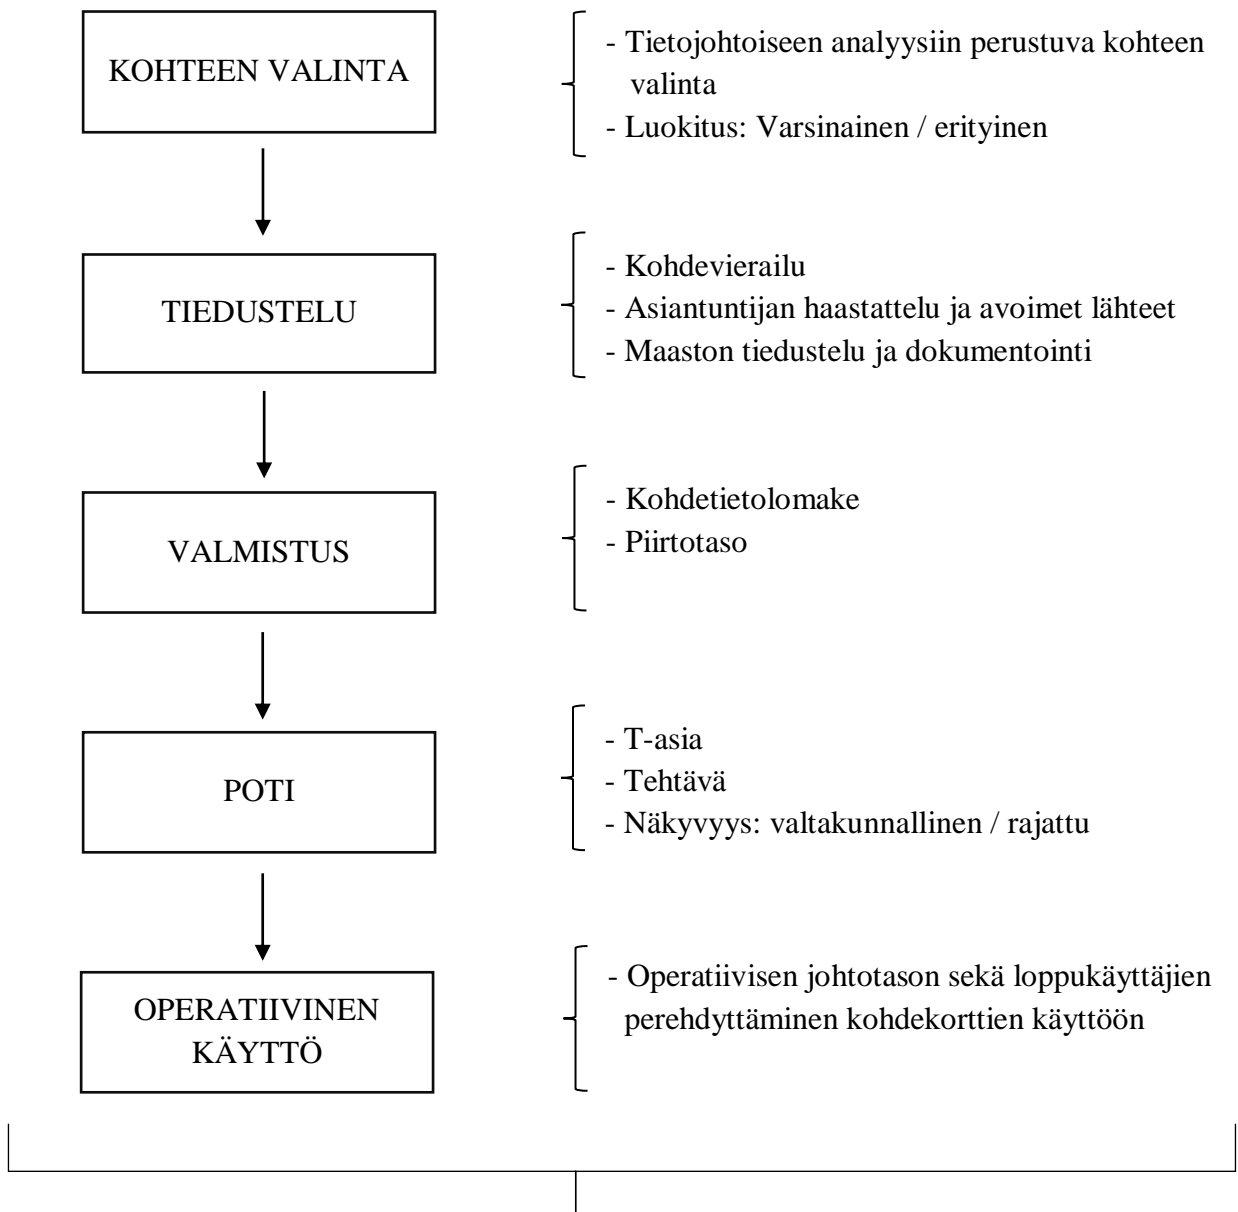 KOHTEEN VALINTA
- Tietojohtoiseen analyysiin perustuva kohteen
valinta
- Luokitus: Varsinainen / erityinen
TIEDUSTELU
- Kohdevierailu
- Asiantuntijan haastattelu ja avoimet lähteet
- Maaston tiedustelu ja dokumentointi
VALMISTUS
- Kohdetietolomake
- Piirtotaso
POTI
- T-asia
- Tehtävä
- Näkyvyys: valtakunnallinen / rajattu
OPERATIIVINEN
KÄYTTÖ
- Operatiivisen johtotason sekä loppukäyttäjien
perehdyttäminen kohdekorttien käyttöön